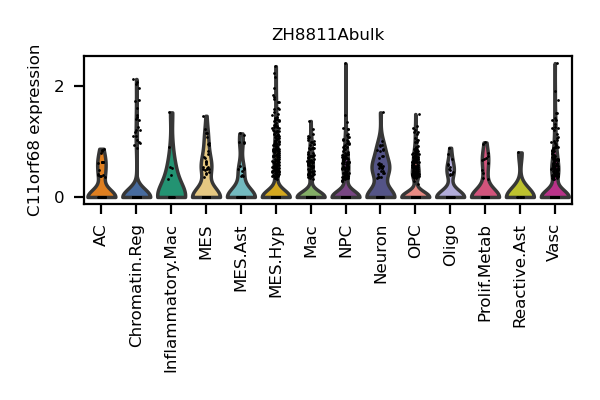 ZH8811Abulk
C11orf68 expression
2
0
AC
Chromatin.Reg
Inflammatory.Mac
MES
MES.Ast
MES.Hyp
Mac
NPC
Neuron
OPC
Oligo
Prolif.Metab
Reactive.Ast
Vasc